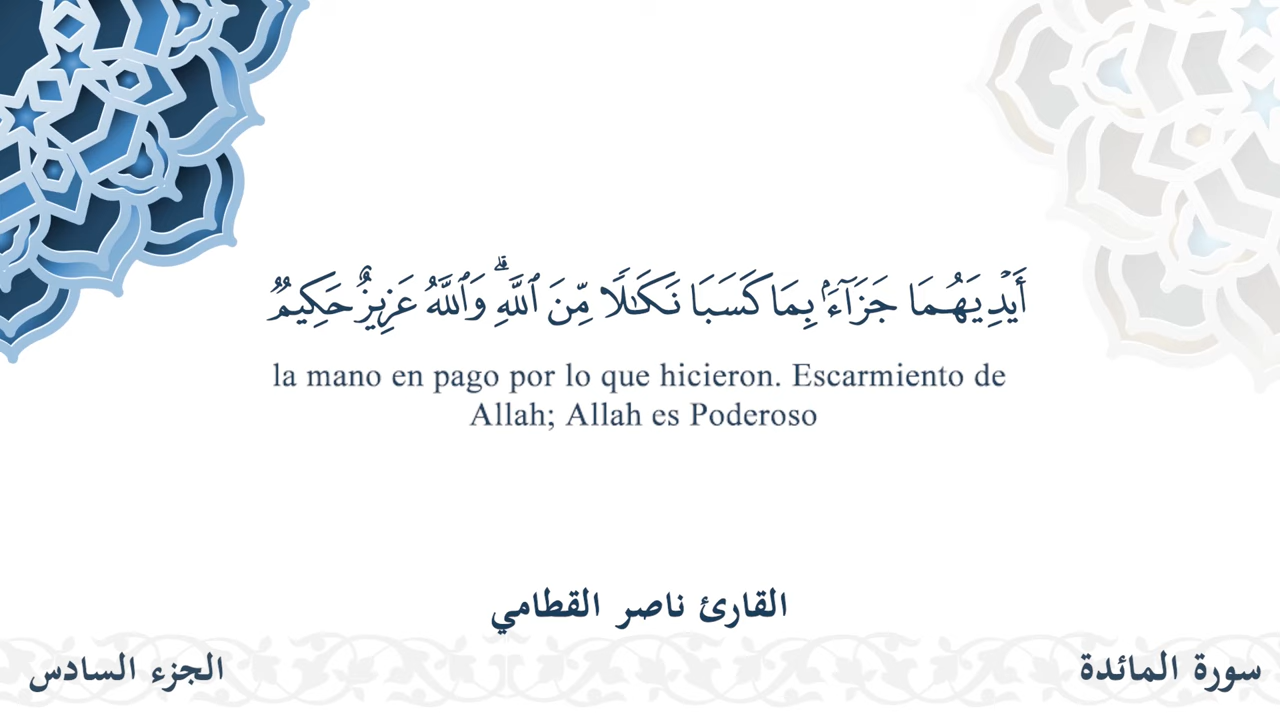 أَيْدِيَهُمَا جَزَآءًۢ بِمَا كَسَبَا نَكَٰلًا مِّنَ ٱللَّهِ ۗ وَٱللَّهُ عَزِيزٌ حَكِيمٌ
la mano en pago por lo que hicieron. Escarmiento de
Allah; Allah es Poderoso
القارئ ناصر القطامي
سورة المائدة
الجزء السادس